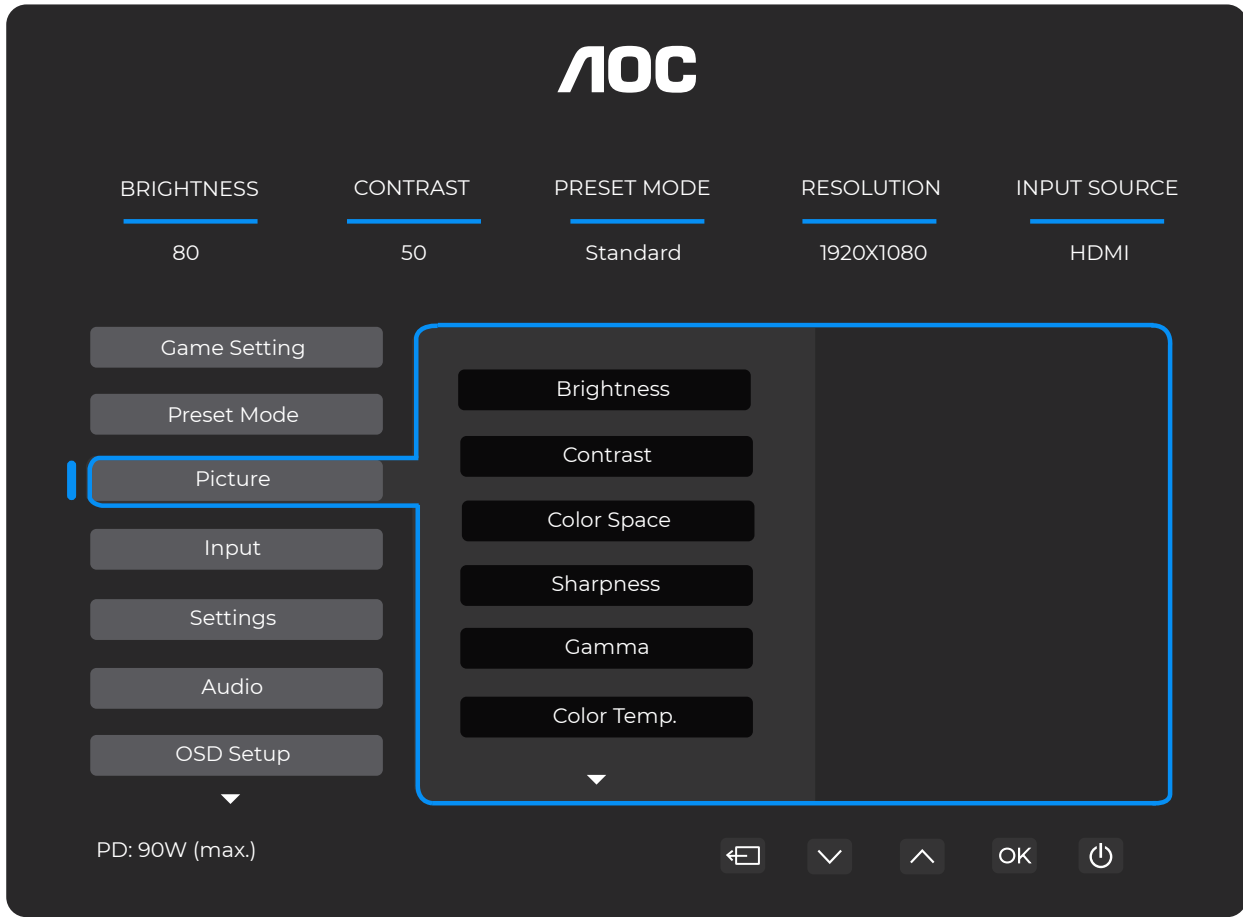 AOC
BRIGHTNESS CONTRAST PRESET MODE RESOLUTION INPUT SOURCE
80 50 Standard 1920X1080 HDMI
Game Setting
Preset Mode
Picture
Input
Settings
Audio
OSD Setup
Brightness
Contrast
Color Space
Sharpness
Gamma
Color Temp.
PD: 90W (max.)
OK